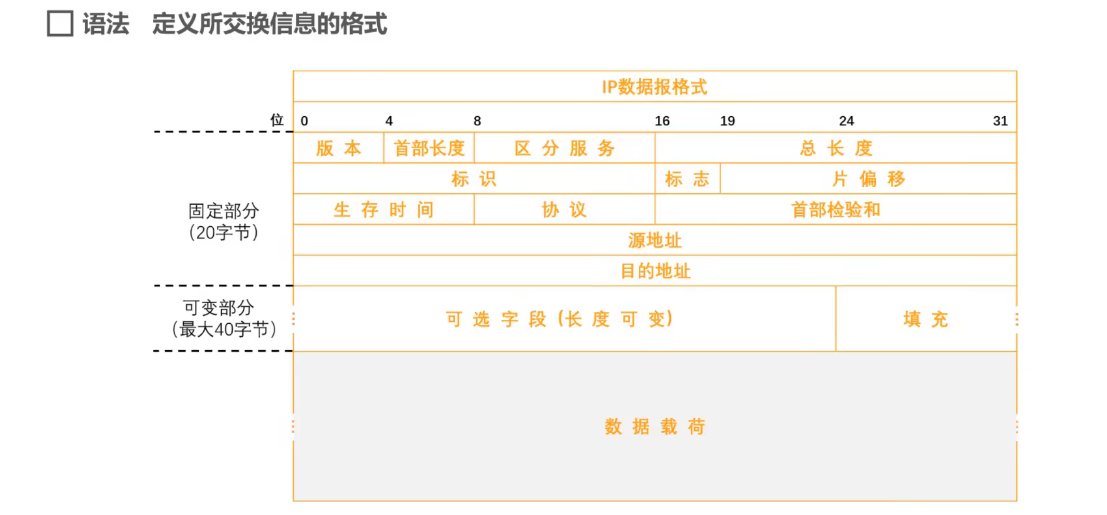 语法 定义所交换信息的格式
IP数据报格式
位 0 4 8 16 19 24 31
版本 首部长度 区分服务 总长度
标识 标志 片偏移
固定部分
(20字节)
生存时间 协议 首部检验和
源地址
目的地址
可变部分
(最大40字节)
可选字段 (长度可变) 填充
数据载荷